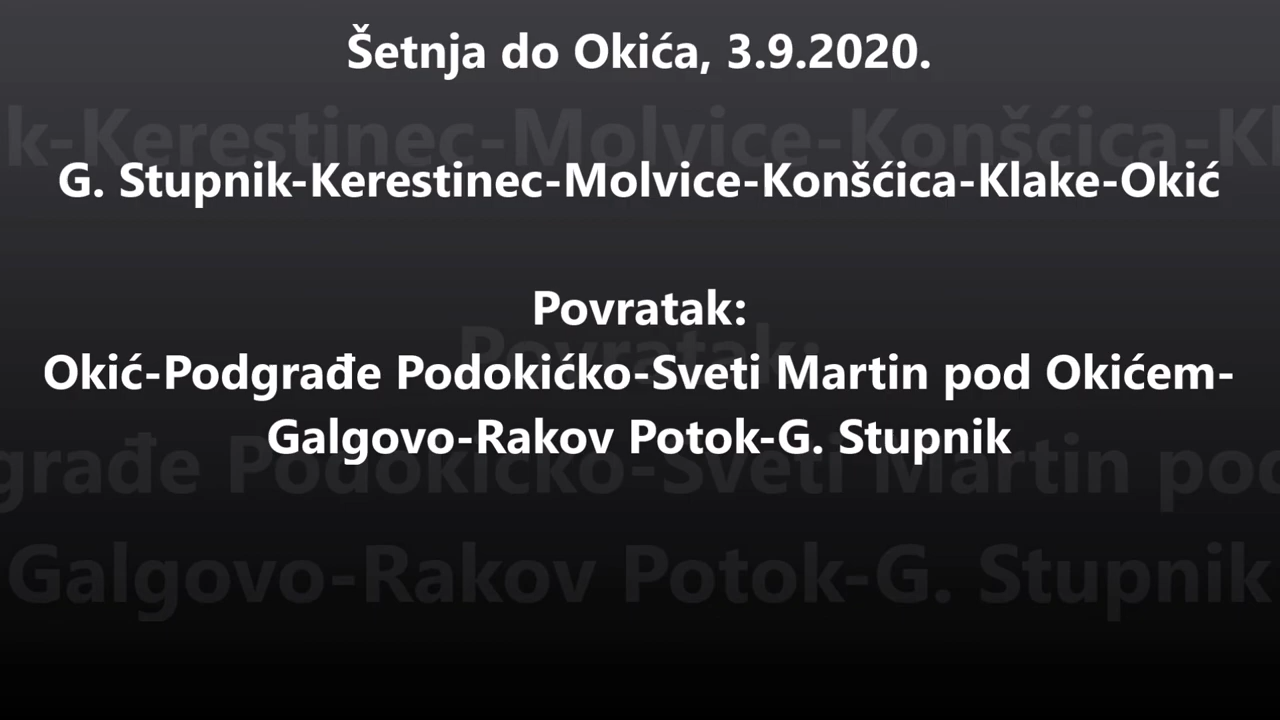 Šetnja do Okića, 3.9.2020.
G. Stupnik-Kerestinec-Molvice-Konšćica-Klake-Okić
Povratak:
Okić-Podgrađe Podokićko-Sveti Martin pod Okićem-
Galgovo-Rakov Potok-G. Stupnik